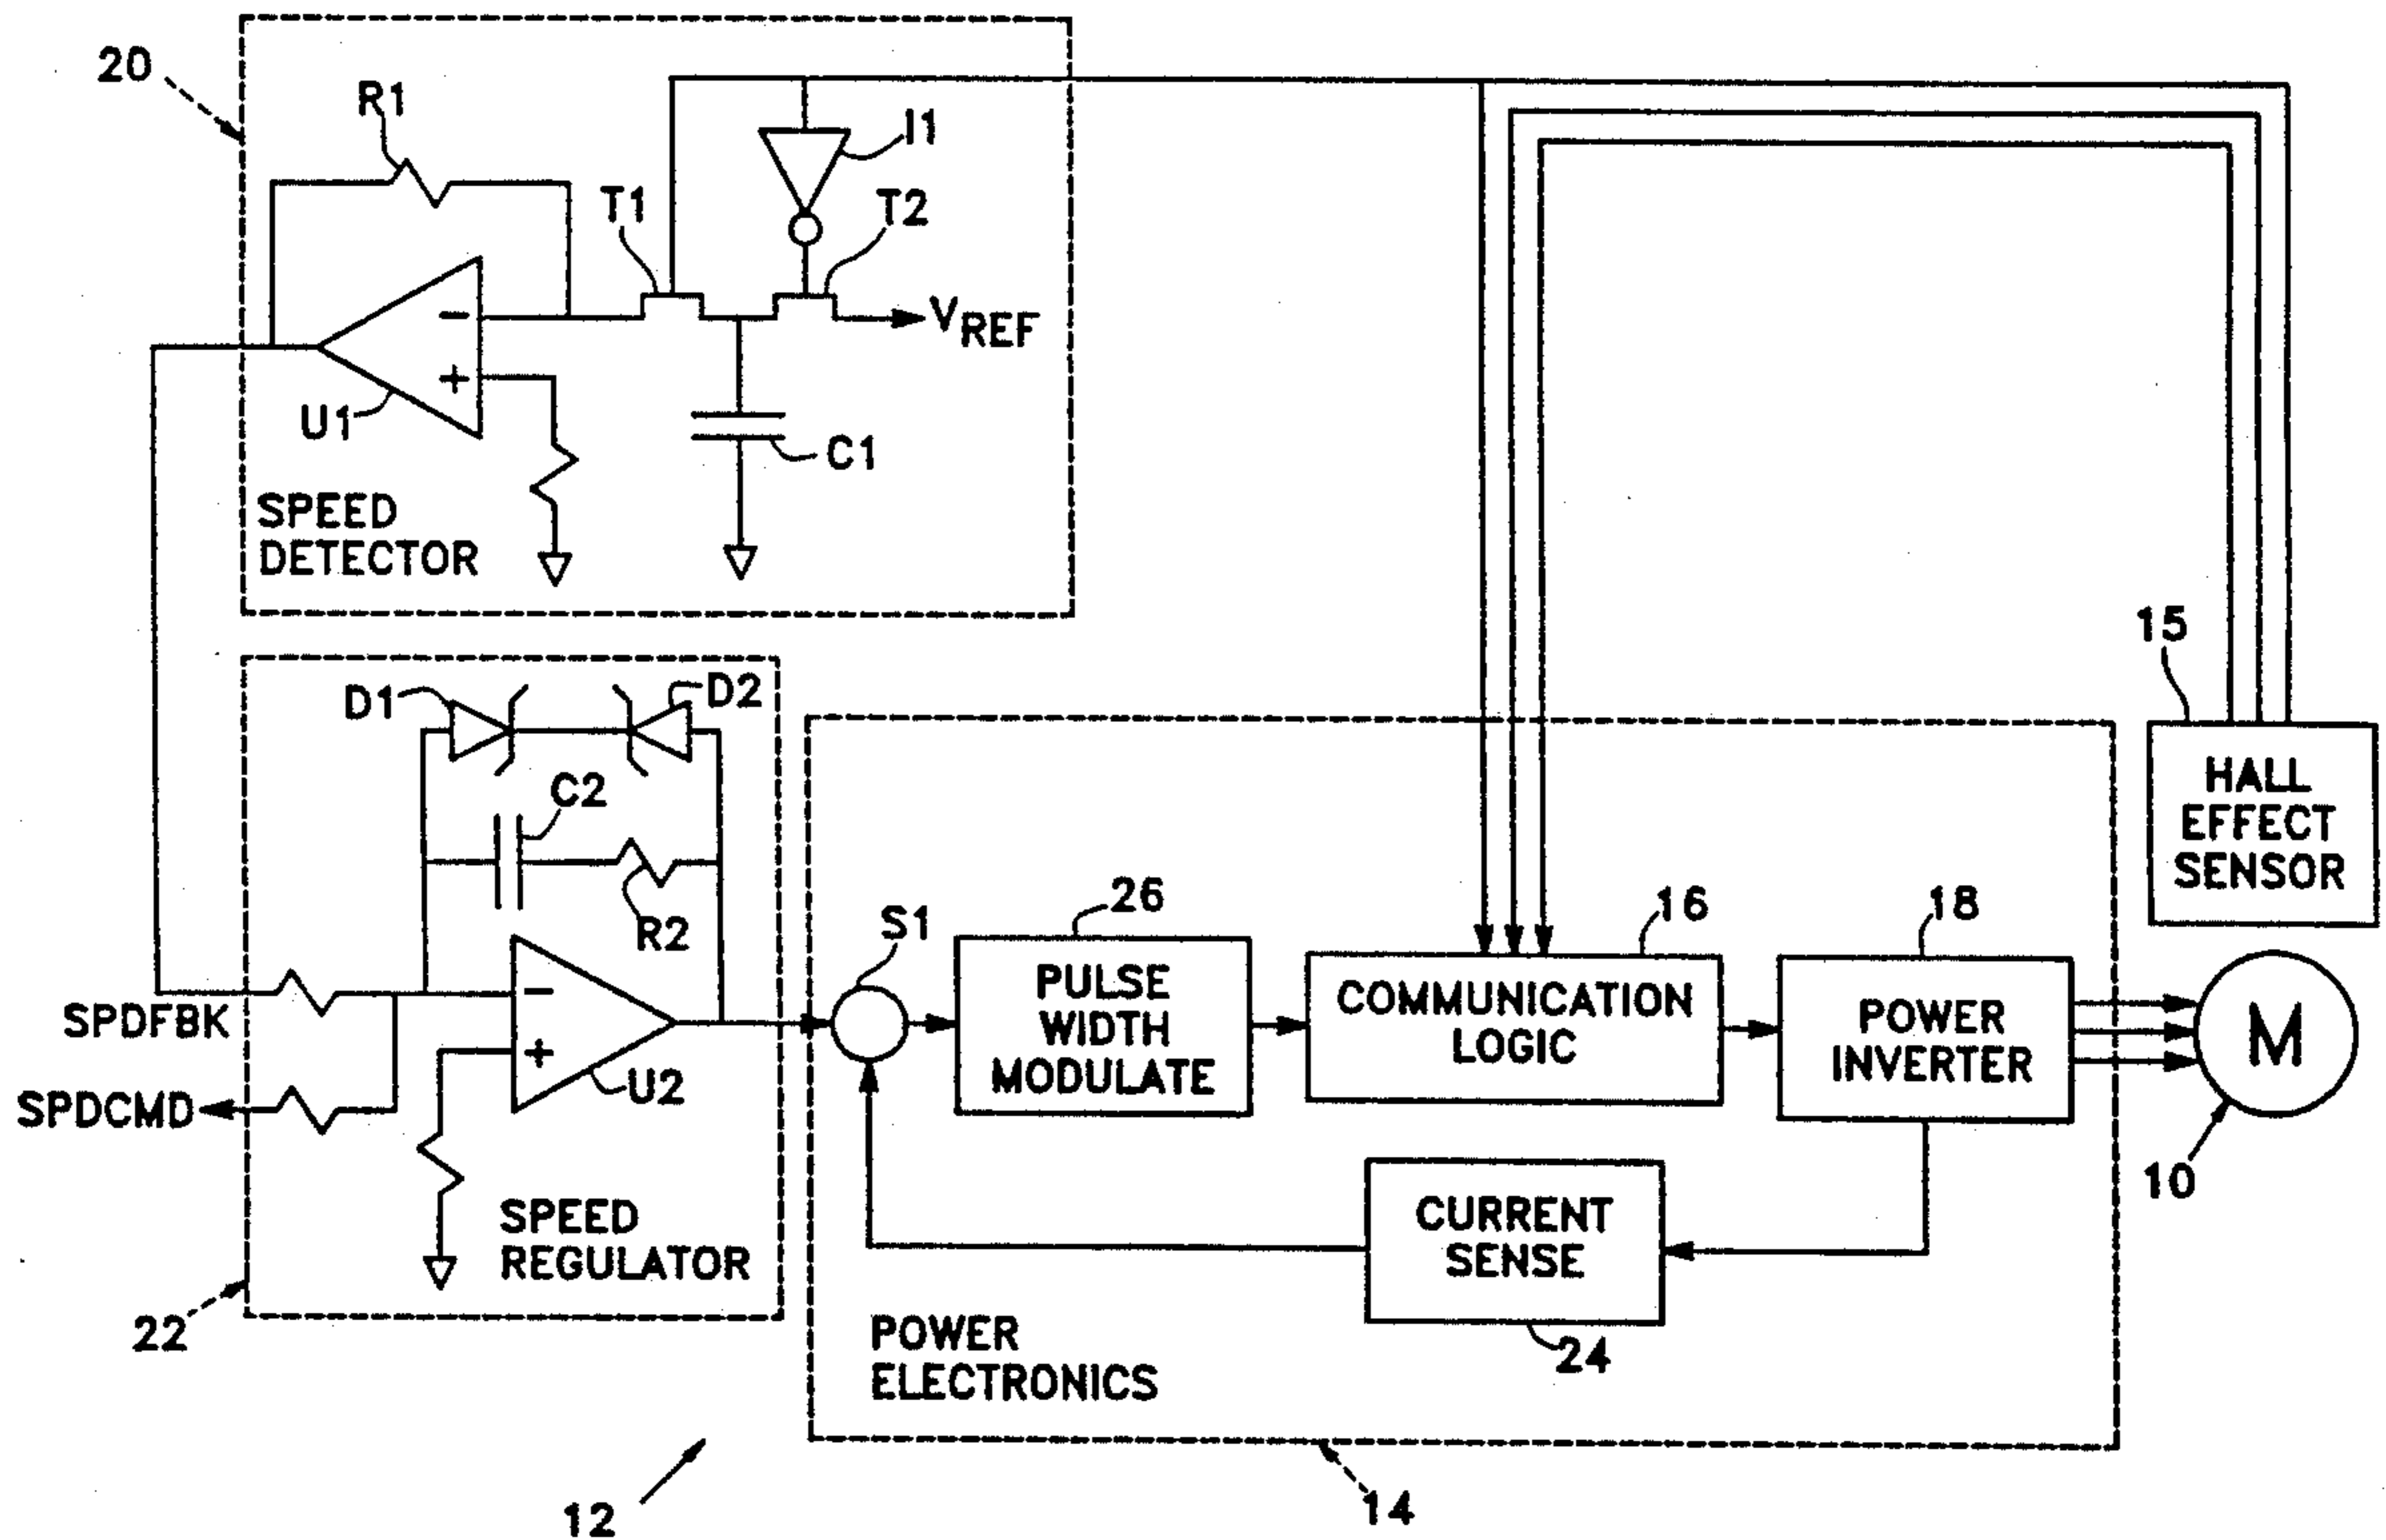 20
R1
I1
T1
T2
−
VREF
+
U1
C1
SPEED
DETECTOR
15
D1
D2
HALL
EFFECT
SENSOR
C2
R2
S1
26
16
18
−
PULSE
WIDTH
MODULATE
COMMUNICATION
LOGIC
POWER
INVERTER
M
SPDFBK
+
U2
SPDCMD
10
SPEED
REGULATOR
CURRENT
SENSE
22
24
POWER
ELECTRONICS
12
14